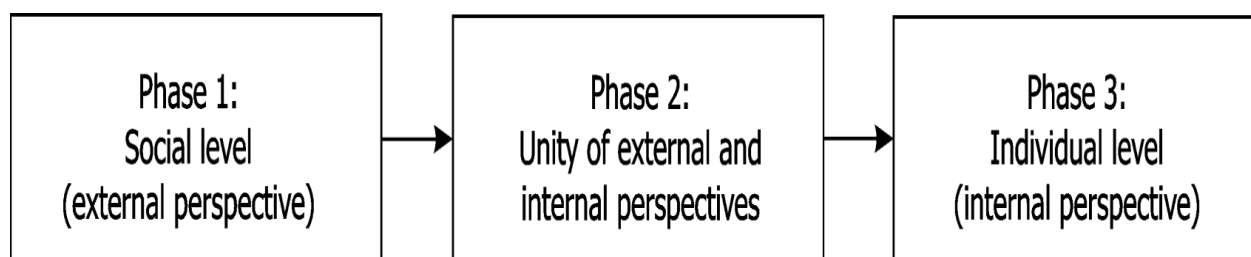 Phase 1:
Social level
(external perspective)
Phase 2:
Unity of external and
internal perspectives
Phase 3:
Individual level
(internal perspective)